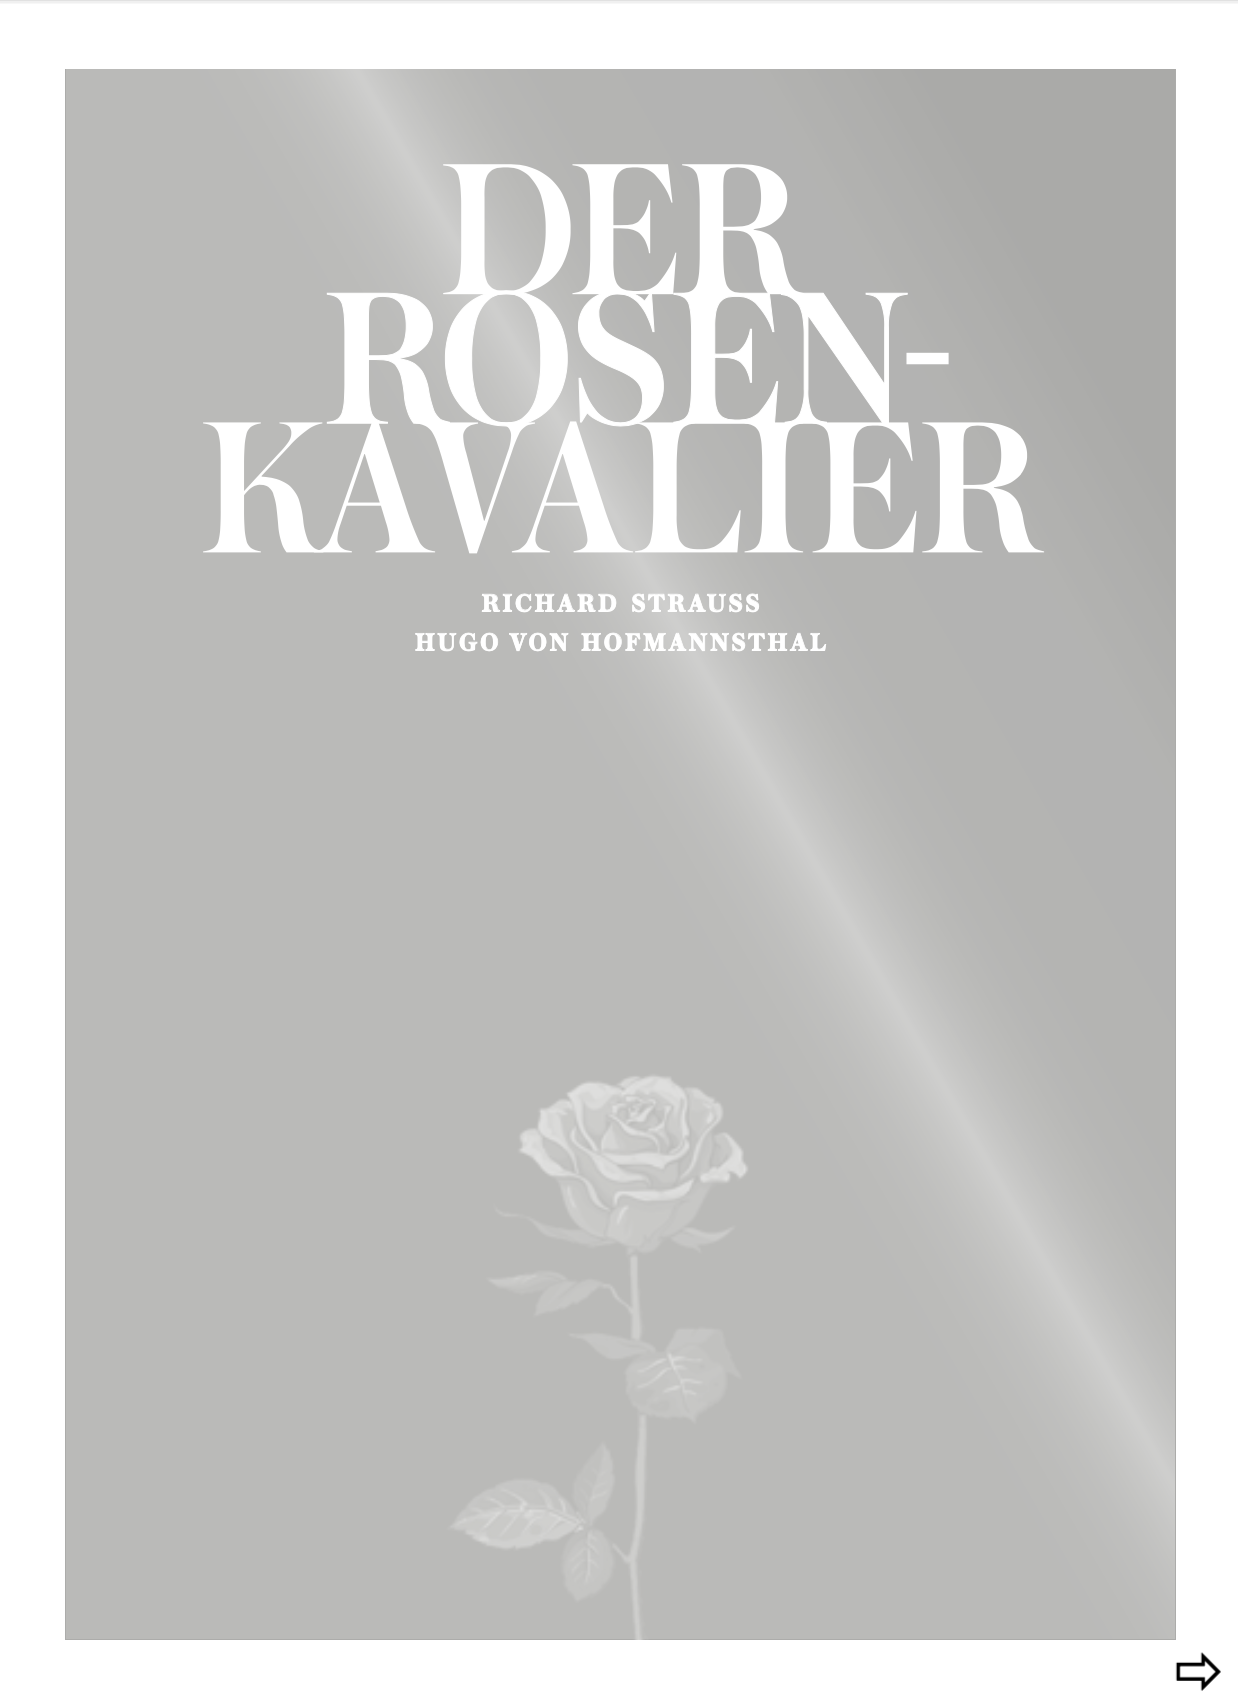 DER
ROSEN-
KAVALIER
RICHARD STRAUSS
HUGO VON HOFMANNSTHAL